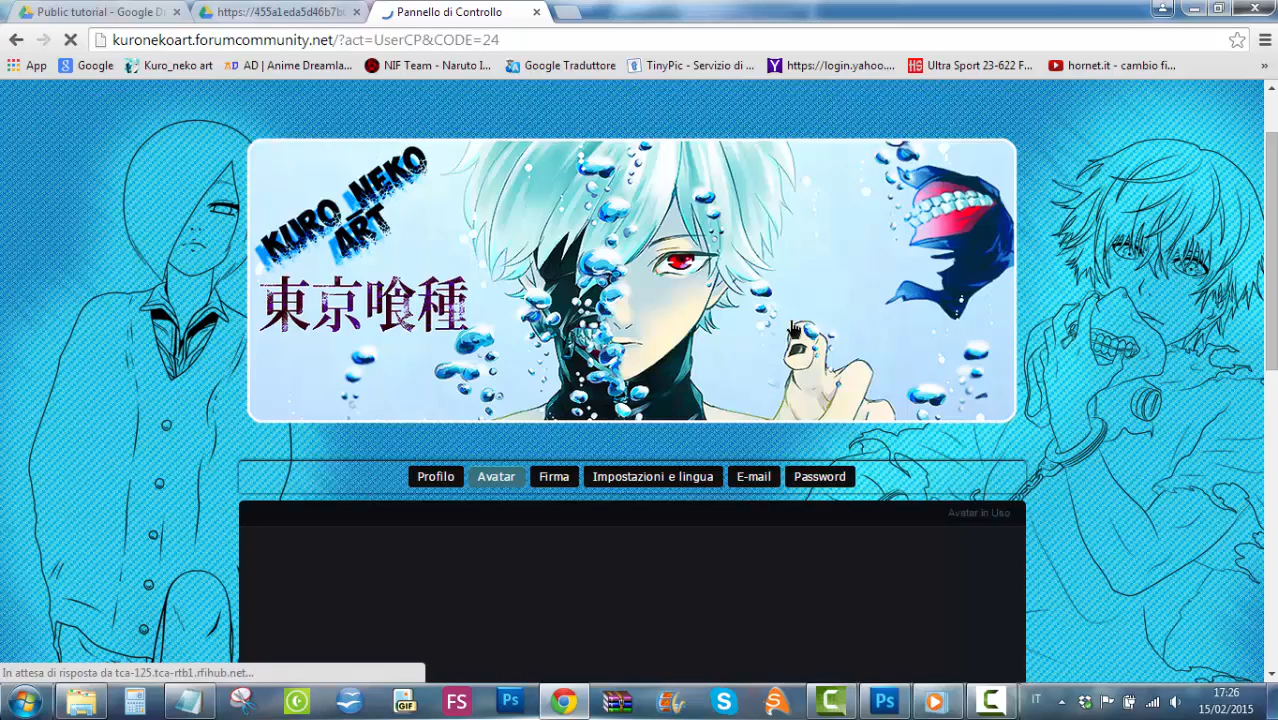 Public tutorial - Google D
https://455a1eda5d46b7b
Pannello di Controllo
kuronekoart.forumcommunity.net/?act=UserCP&CODE=24
App
Google
Kuro_neko art
AD AD | Anime Dreamla...
NIF Team - Naruto I...
Google Traduttore
TinyPic - Servizio di ...
https://login.yahoo....
HS Ultra Sport 23-622 F...
hornet.it - cambio fi...
»
KURO_NEKO
ART
東京喰種
Profilo
Avatar
Firma
Impostazioni e lingua
E-mail
Password
Avatar in Uso
In attesa di risposta da tca-125.tca-rtb1.rfihub.net...
GIF
FS
Ps
Ps
IT
17:26
15/02/2015